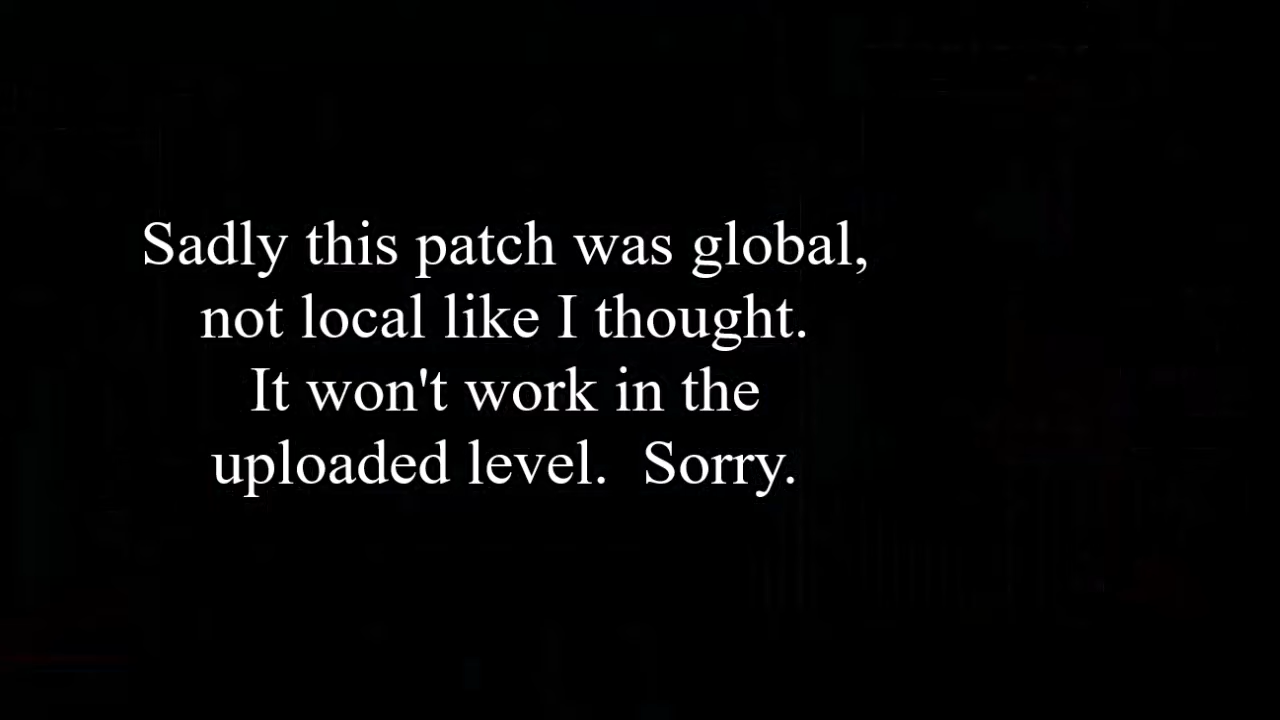 Sadly this patch was global,
not local like I thought.
It won't work in the
uploaded level.  Sorry.